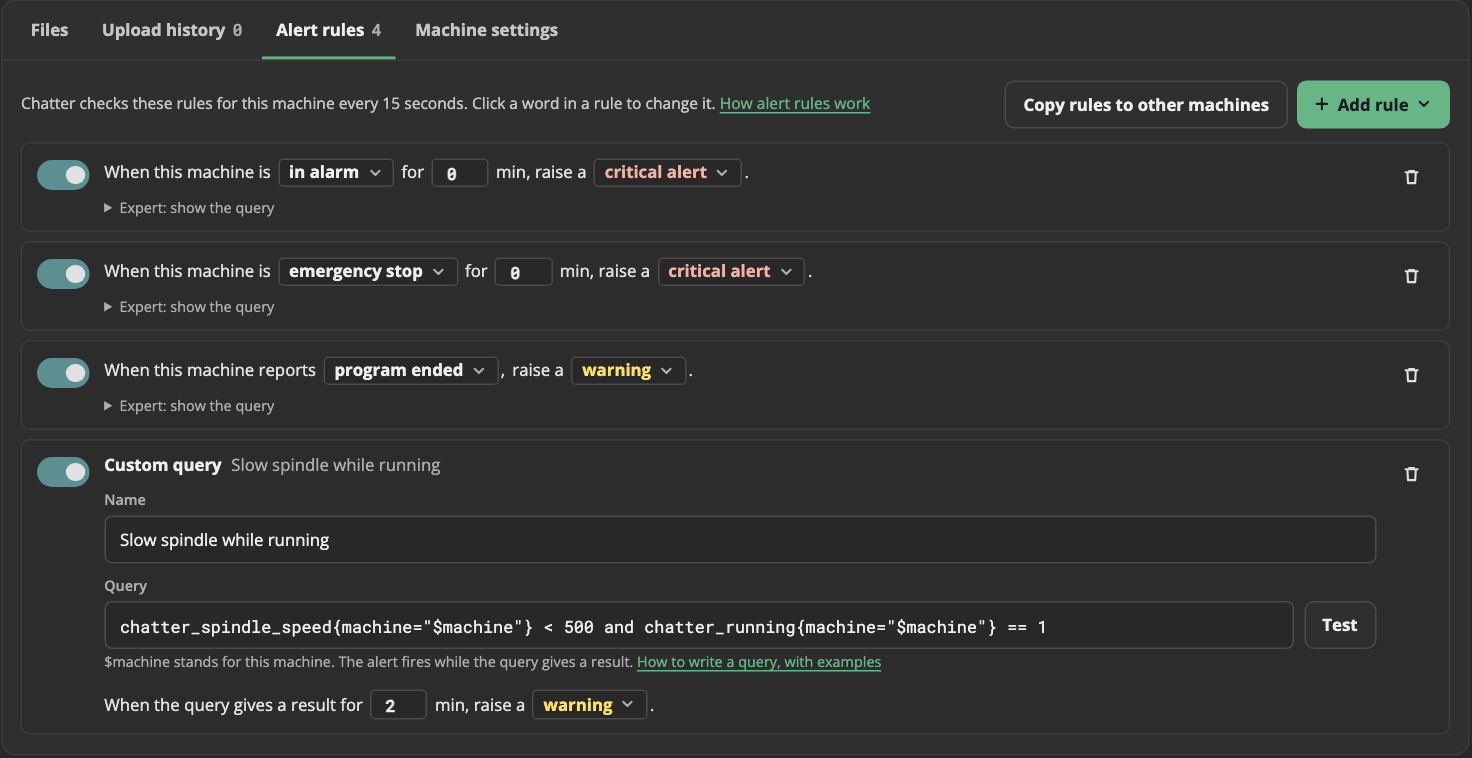 Files Upload history 0 Alert rules 4 Machine settings
Chatter checks these rules for this machine every 15 seconds. Click a word in a rule to change it. How alert rules work
Copy rules to other machines
+ Add rule
When this machine is in alarm for 0 min, raise a critical alert .
Expert: show the query
When this machine is emergency stop for 0 min, raise a critical alert .
Expert: show the query
When this machine reports program ended , raise a warning .
Expert: show the query
Custom query Slow spindle while running
Name
Slow spindle while running
Query
chatter_spindle_speed{machine="$machine"} < 500 and chatter_running{machine="$machine"} == 1
Test
$machine stands for this machine. The alert fires while the query gives a result. How to write a query, with examples
When the query gives a result for 2 min, raise a warning .